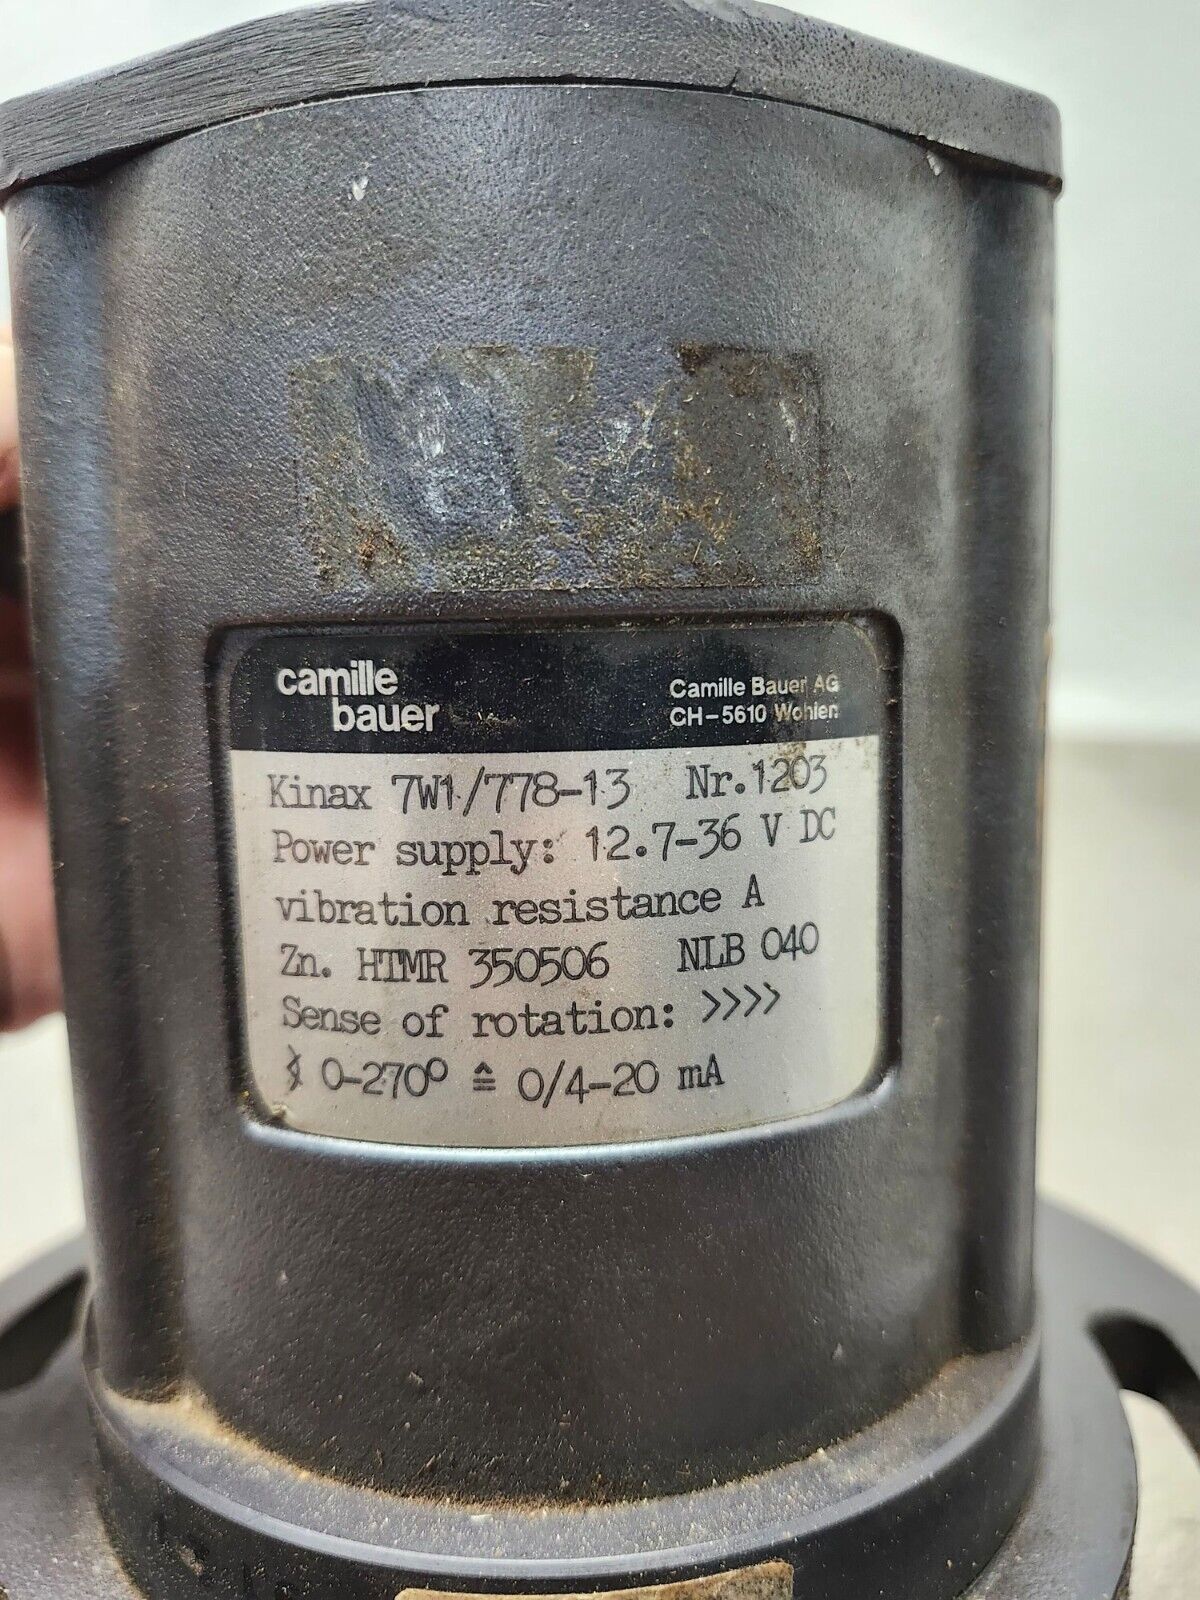 camille
bauer
Camille Bauer AG
CH-5610 Wohlen
Kinax 7W1/778-13 Nr.1203
Power supply: 12.7-36 V DC
vibration resistance A
Zn. HTMR 350506 NLB 040
Sense of rotation: >>>>
∢ 0-270° ≙ 0/4-20 mA